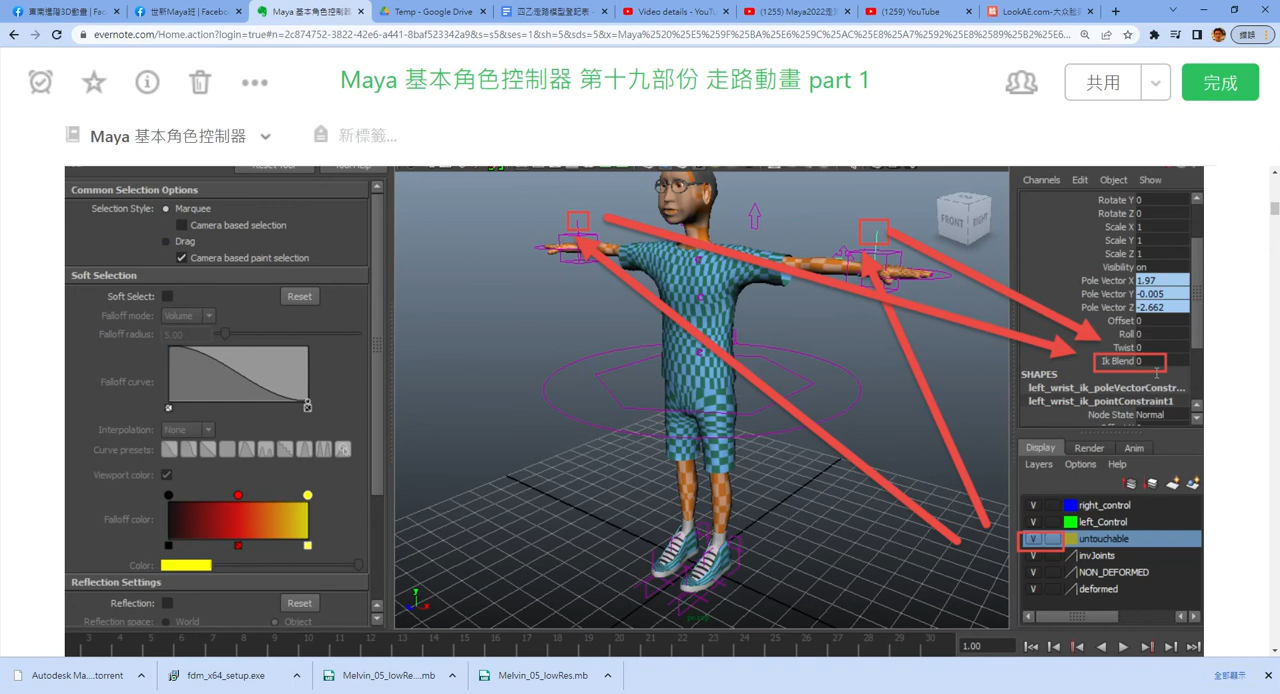 東南進階3D動畫 | Fac
世新Maya班 | Facebook
Maya 基本角色控制器
Temp - Google Drive
四乙走路模型登記表 -
Video details - YouTu
(1255) Maya2022走
(1259) YouTube
LookAE.com-大众脸
evernote.com/Home.action?login=true#n=2c874152-3822-42e6-a441-8baf523342a9&s=s5&ses=1&sh=5&sds=5&x=Maya%2520%25E5%259F%25BA%25E6%259C%25AC%25E8%25A7%2592%25E8%2589%25B2%25E6...
Maya 基本角色控制器 第十九部份 走路動畫 part 1
共用
完成
Maya 基本角色控制器
新標籤...
Common Selection Options
Selection Style:
Marquee
Camera based selection
Drag
Camera based paint selection
Soft Selection
Soft Select:
Reset
Falloff mode:
Volume
Falloff radius:
5.00
Falloff curve:
Interpolation:
None
Curve presets:
Viewport color:
Falloff color:
Color:
Reflection Settings
Reflection:
Reset
Reflection space:
World
Object
FRONT
RIGHT
persp
Channels Edit Object Show
Rotate Y 0
Rotate Z 0
Scale X 1
Scale Y 1
Scale Z 1
Visibility on
Pole Vector X 1.97
Pole Vector Y -0.005
Pole Vector Z -2.662
Offset 0
Roll 0
Twist 0
Ik Blend 0
SHAPES
left_wrist_ik_poleVectorConstr...
left_wrist_ik_pointConstraint1
Node State Normal
Display Render Anim
Layers Options Help
V right_control
V left_Control
V untouchable
V invJoints
V NON_DEFORMED
V deformed
3 4 5 6 7 8 9 10 11 12 13 14 15 16 17 18 19 20 21 22 23 24 25 26 27 28 29 30
1.00
Autodesk Ma....torrent
fdm_x64_setup.exe
Melvin_05_lowRe....mb
Melvin_05_lowRes.mb
全部顯示